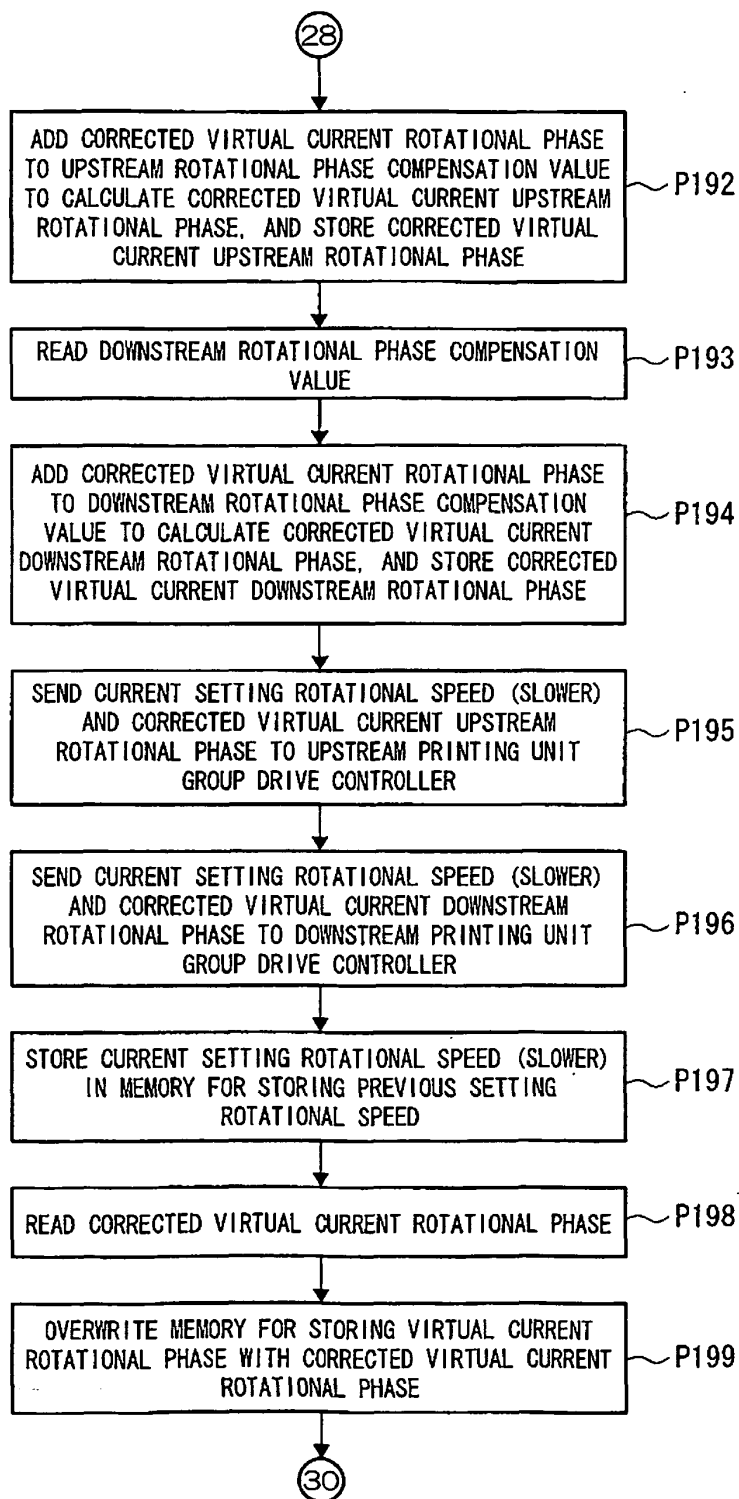 28
ADD CORRECTED VIRTUAL CURRENT ROTATIONAL PHASE
TO UPSTREAM ROTATIONAL PHASE COMPENSATION VALUE
TO CALCULATE CORRECTED VIRTUAL CURRENT UPSTREAM
ROTATIONAL PHASE, AND STORE CORRECTED VIRTUAL
CURRENT UPSTREAM ROTATIONAL PHASE
P192
READ DOWNSTREAM ROTATIONAL PHASE COMPENSATION
VALUE
P193
ADD CORRECTED VIRTUAL CURRENT ROTATIONAL PHASE
TO DOWNSTREAM ROTATIONAL PHASE COMPENSATION
VALUE TO CALCULATE CORRECTED VIRTUAL CURRENT
DOWNSTREAM ROTATIONAL PHASE, AND STORE CORRECTED
VIRTUAL CURRENT DOWNSTREAM ROTATIONAL PHASE
P194
SEND CURRENT SETTING ROTATIONAL SPEED (SLOWER)
AND CORRECTED VIRTUAL CURRENT UPSTREAM
ROTATIONAL PHASE TO UPSTREAM PRINTING UNIT
GROUP DRIVE CONTROLLER
P195
SEND CURRENT SETTING ROTATIONAL SPEED (SLOWER)
AND CORRECTED VIRTUAL CURRENT DOWNSTREAM
ROTATIONAL PHASE TO DOWNSTREAM PRINTING UNIT
GROUP DRIVE CONTROLLER
P196
STORE CURRENT SETTING ROTATIONAL SPEED (SLOWER)
IN MEMORY FOR STORING PREVIOUS SETTING
ROTATIONAL SPEED
P197
READ CORRECTED VIRTUAL CURRENT ROTATIONAL PHASE
P198
OVERWRITE MEMORY FOR STORING VIRTUAL CURRENT
ROTATIONAL PHASE WITH CORRECTED VIRTUAL CURRENT
ROTATIONAL PHASE
P199
30